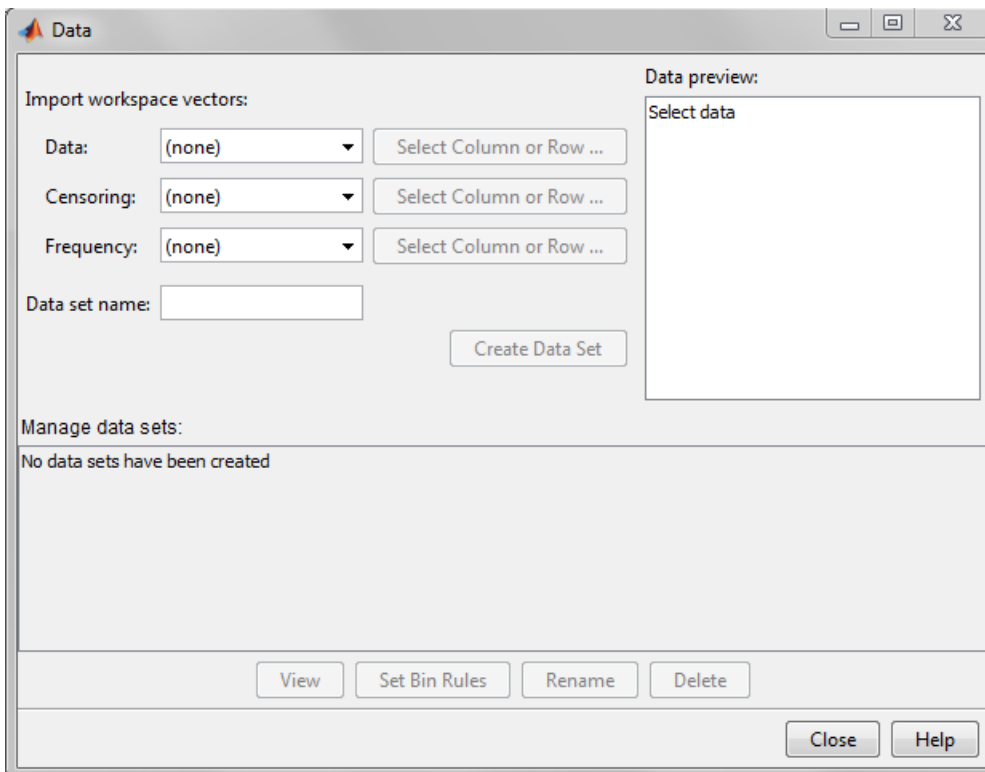 Data
Data preview:
Import workspace vectors:
Select data
Data: (none) Select Column or Row ...
Censoring: (none) Select Column or Row ...
Frequency: (none) Select Column or Row ...
Data set name:
Create Data Set
Manage data sets:
No data sets have been created
View Set Bin Rules Rename Delete
Close Help